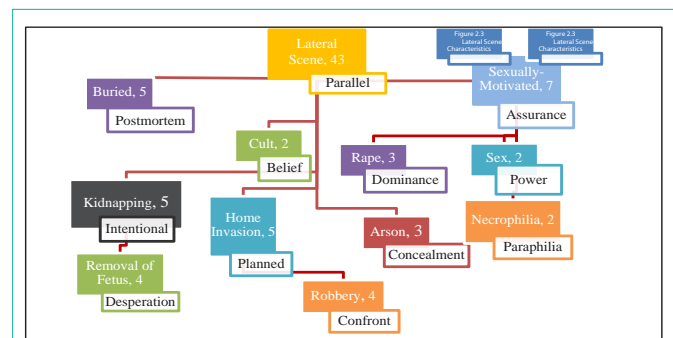 Lateral
Scene, 43
Parallel
Figure 2.3
Lateral Scene
Characteristics
Figure 2.3
Lateral Scene
Characteristics
Sexually-
Motivated, 7
Assurance
Buried, 5
Postmortem
Cult, 2
Belief
Rape, 3
Dominance
Sex, 2
Power
Kidnapping, 5
Intentional
Home
Invasion, 5
Planned
Arson, 3
Concealment
Necrophilia, 2
Paraphilia
Removal of
Fetus, 4
Desperation
Robbery, 4
Confront